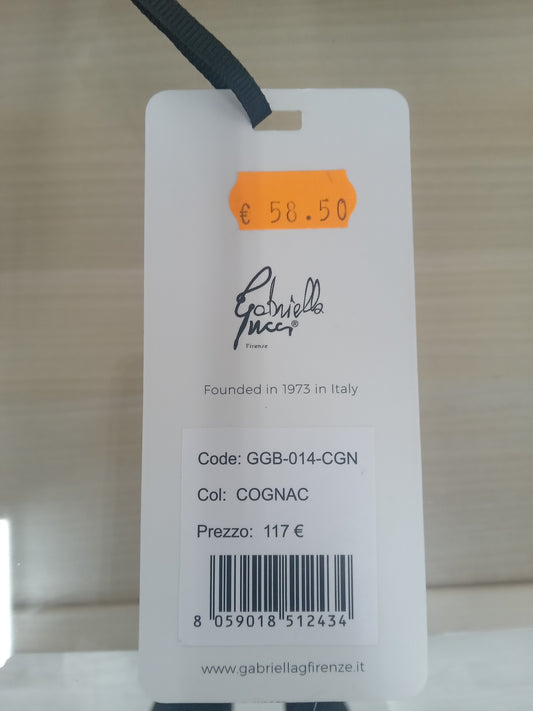 € 58.50
Gabriella
Gucci®
Firenze
Founded in 1973 in Italy
Code: GGB-014-CGN
Col: COGNAC
Prezzo: 117 €
8 059018 512434
www.gabriellagfirenze.it